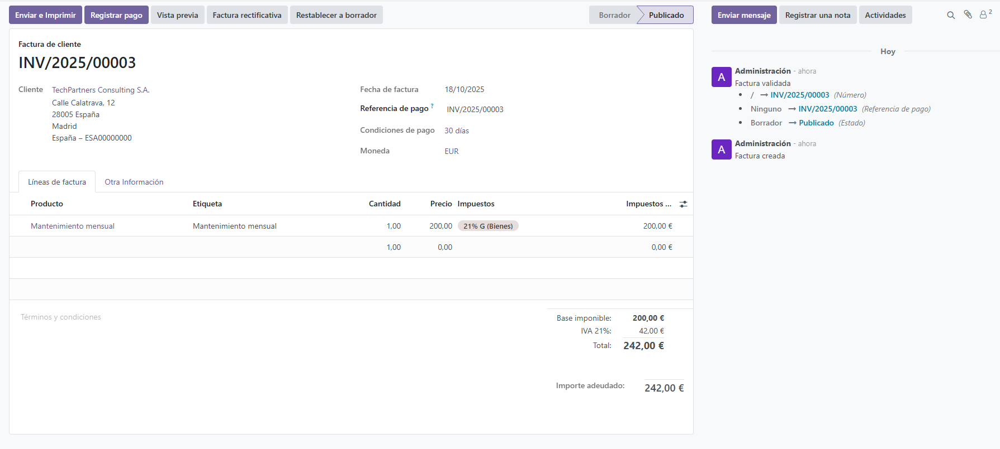 Enviar e Imprimir Registrar pago Vista previa Factura rectificativa Restablecer a borrador Borrador Publicado
Factura de cliente
INV/2025/00003
Cliente TechPartners Consulting S.A.
Calle Calatrava, 12
28005 España
Madrid
España – ESA00000000
Fecha de factura 18/10/2025
Referencia de pago ? INV/2025/00003
Condiciones de pago 30 días
Moneda EUR
Líneas de factura Otra Información
Producto Etiqueta Cantidad Precio Impuestos Impuestos ...
Mantenimiento mensual Mantenimiento mensual 1,00 200,00 21% G (Bienes) 200,00 €
1,00 0,00 0,00 €
Términos y condiciones
Base imponible: 200,00 €
IVA 21%: 42,00 €
Total: 242,00 €
Importe adeudado: 242,00 €
Enviar mensaje Registrar una nota Actividades 2
Hoy
A Administración - ahora
Factura validada
• / → INV/2025/00003 (Número)
• Ninguno → INV/2025/00003 (Referencia de pago)
• Borrador → Publicado (Estado)
A Administración - ahora
Factura creada